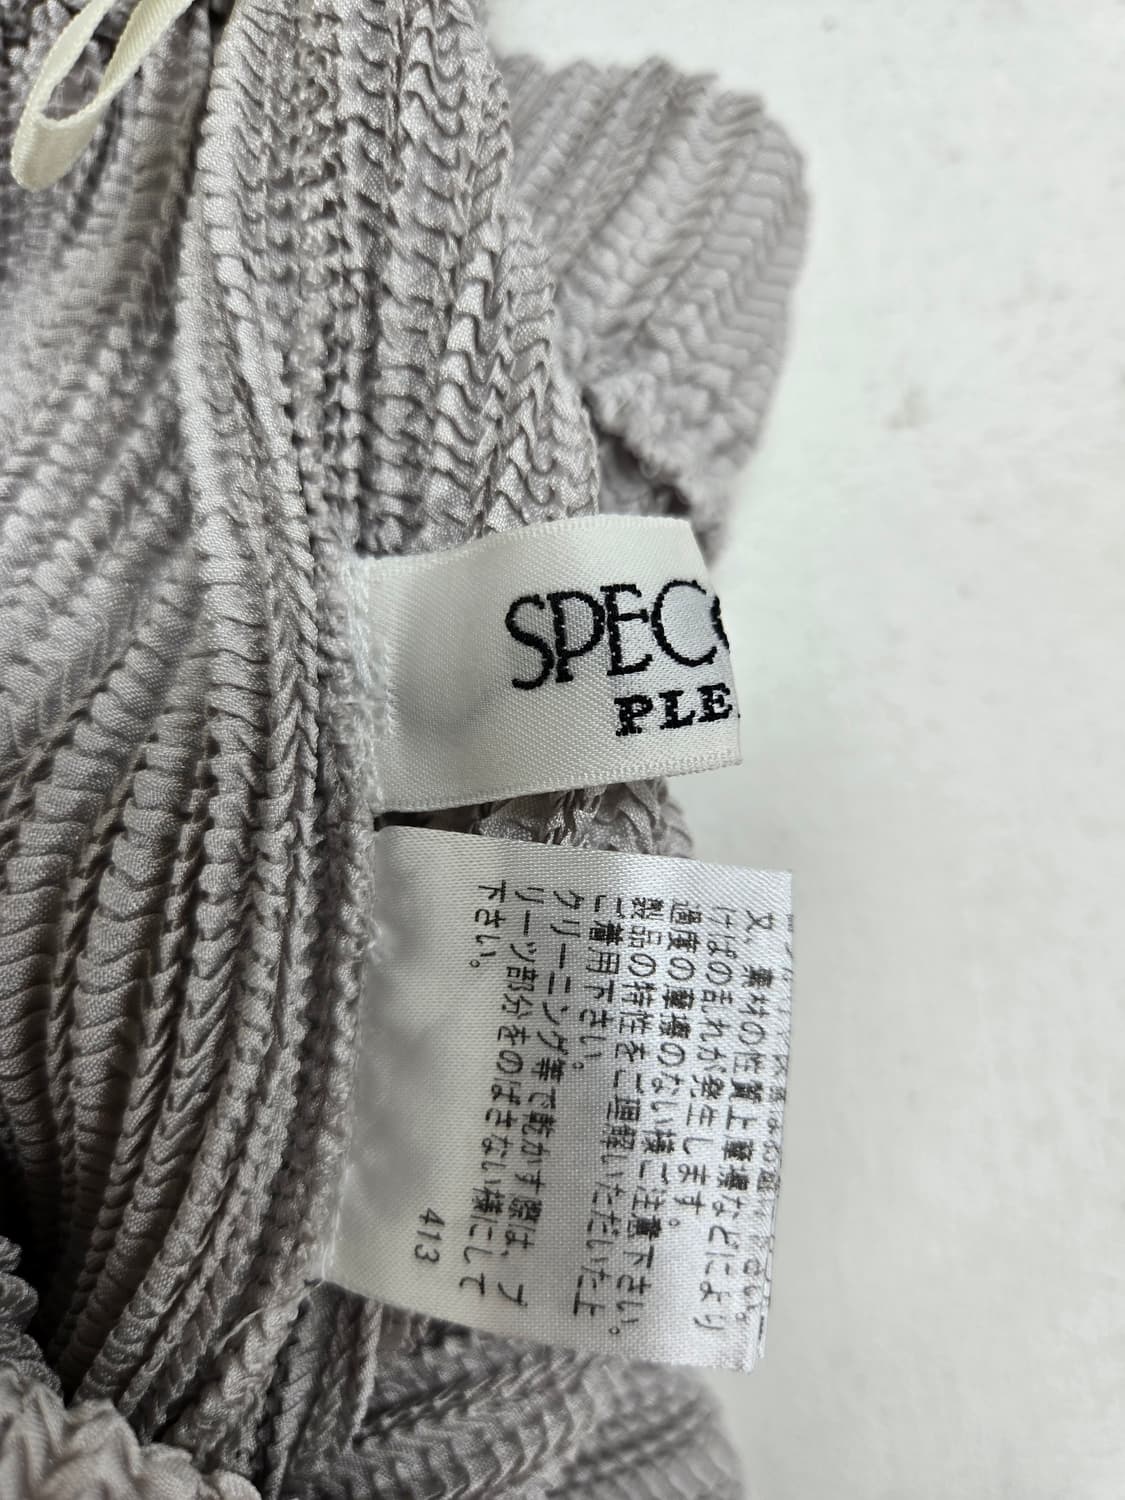 SPECC
PLE
又、素材の性質上摩擦などにより
けばの乱れが発生します。
過度の摩擦のない様ご注意下さい。
製品の特性をご理解いただいた上
ご着用下さい。
クリーニング等で乾かす際は、プ
リーツ部分をのばさない様にして
下さい。
413